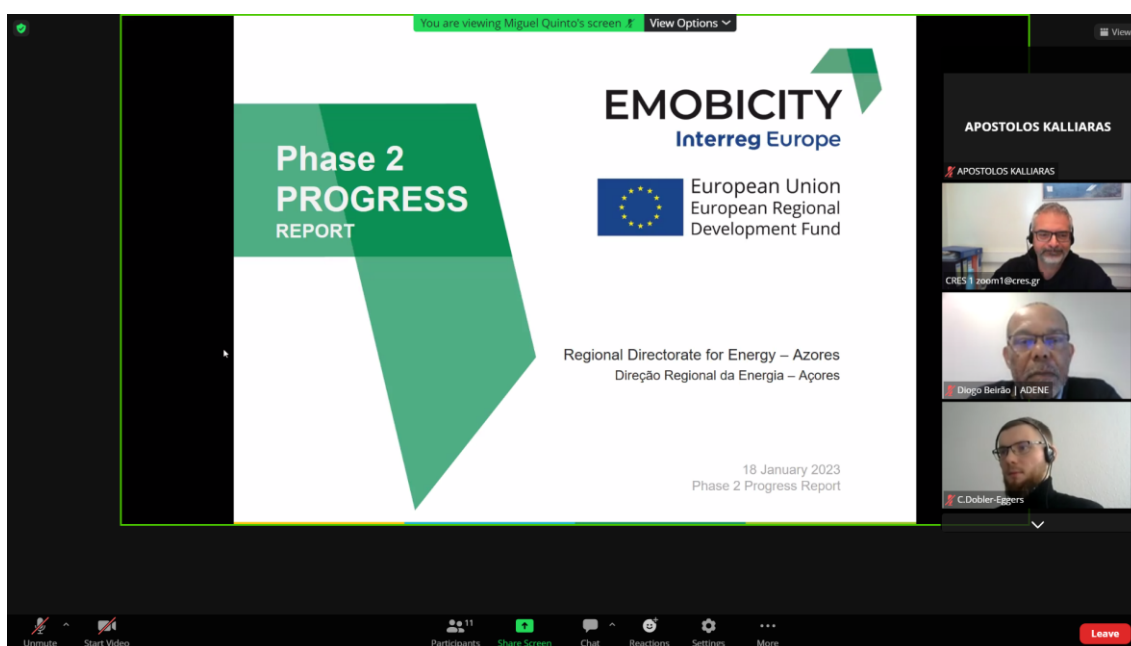 You are viewing Miguel Quinto's screen
View Options
View
Phase 2
PROGRESS
REPORT
EMOBICITY
Interreg Europe
European Union
European Regional
Development Fund
Regional Directorate for Energy – Azores
Direção Regional da Energia – Açores
18 January 2023
Phase 2 Progress Report
APOSTOLOS KALLIARAS
APOSTOLOS KALLIARAS
CRES 1 zoom1@cres.gr
Diogo Beirão | ADENE
C.Dobler-Eggers
Unmute
Start Video
11
Participants
Share Screen
Chat
Reactions
Settings
More
Leave